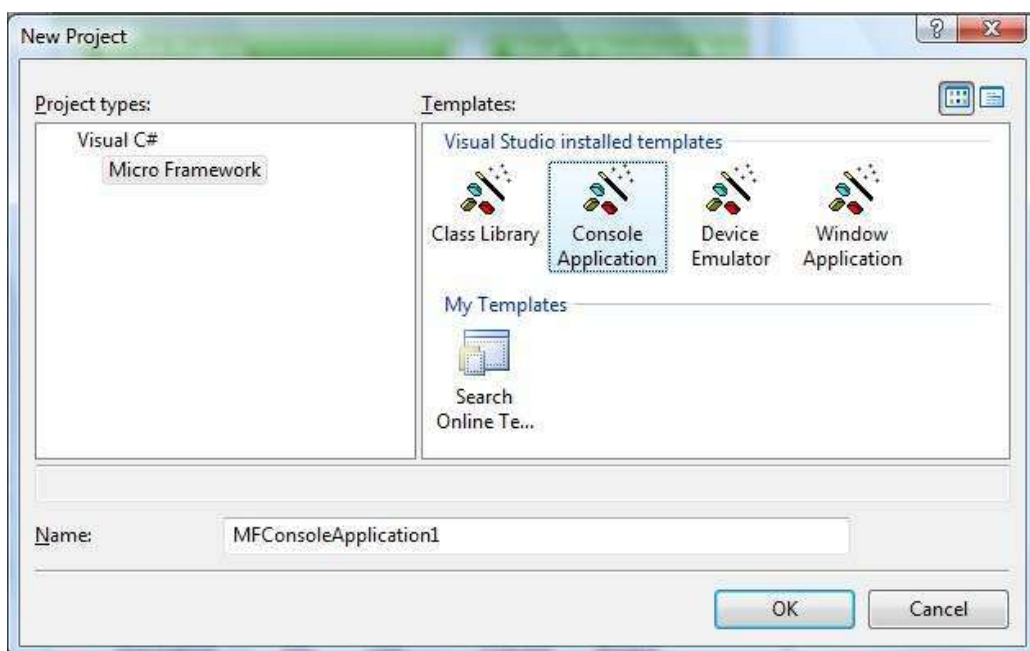 New Project
Project types:
Visual C#
Micro Framework
Templates:
Visual Studio installed templates
Class Library
Console
Application
Device
Emulator
Window
Application
My Templates
Search
Online Te...
Name:
MFConsoleApplication1
OK
Cancel